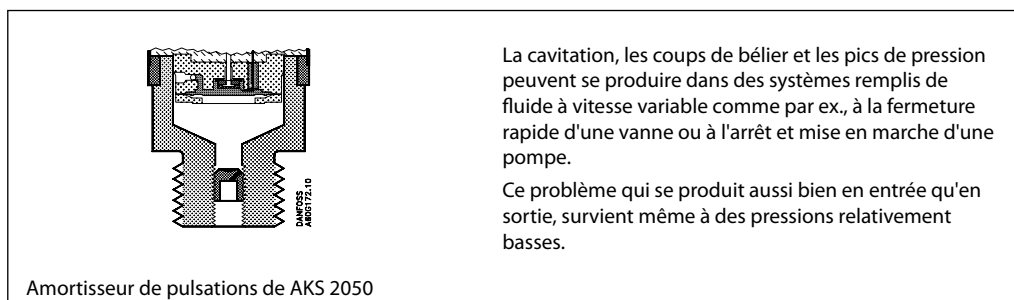 La cavitation, les coups de bélier et les pics de pression
peuvent se produire dans des systèmes remplis de
fluide à vitesse variable comme par ex., à la fermeture
rapide d'une vanne ou à l'arrêt et mise en marche d'une
pompe.
Ce problème qui se produit aussi bien en entrée qu'en
sortie, survient même à des pressions relativement
basses.
DANFOSS
A80G172.10
Amortisseur de pulsations de AKS 2050